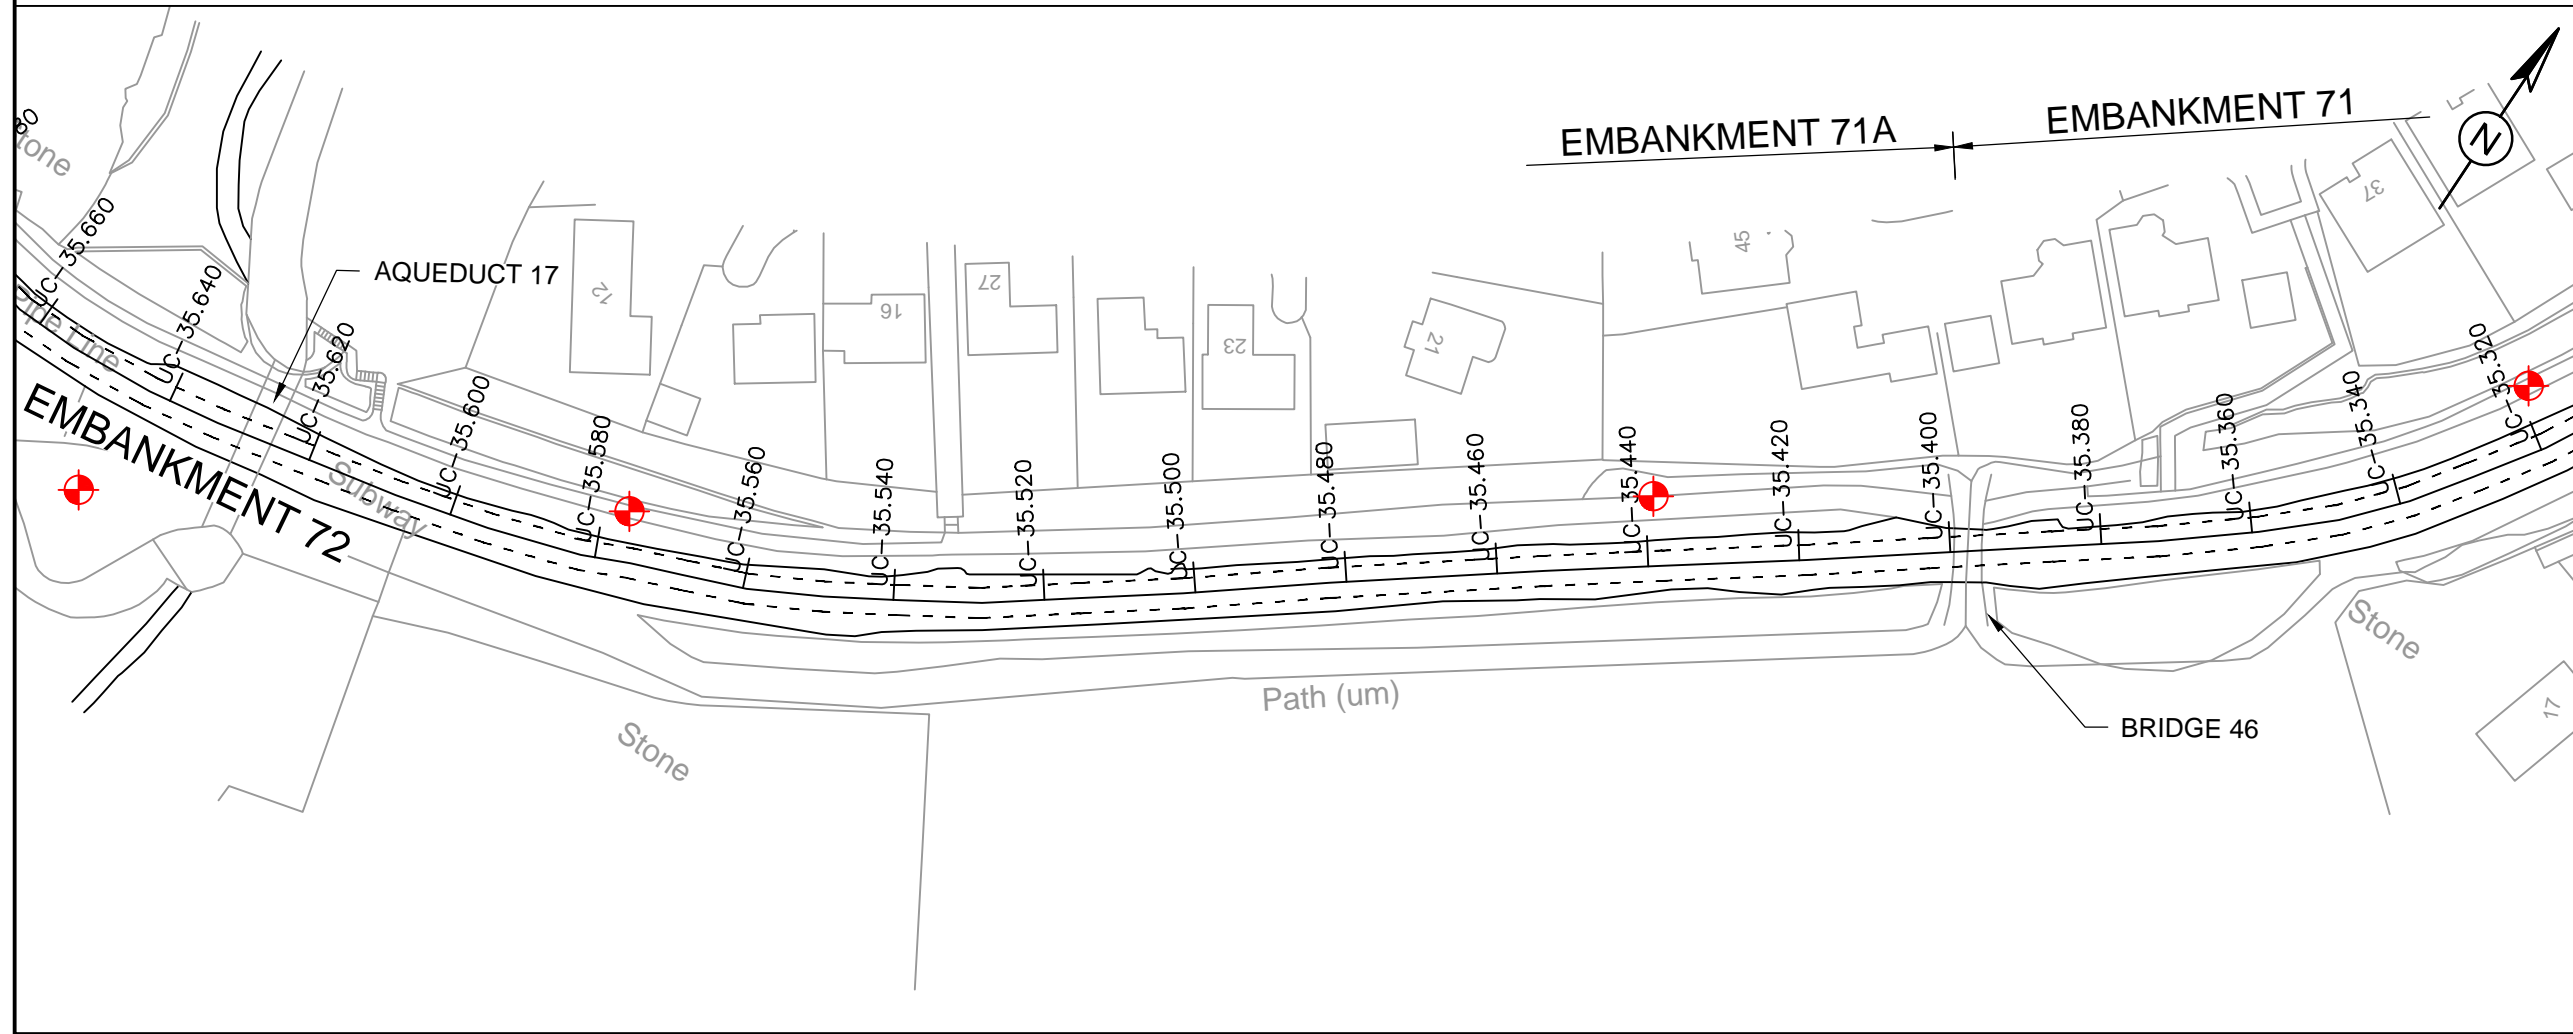 EMBANKMENT 71A
EMBANKMENT 71
N
80
Stone
UC-35.660
UC-35.640
UC-35.620
UC-35.600
UC-35.580
UC-35.560
UC-35.540
UC-35.520
UC-35.500
UC-35.480
UC-35.460
UC-35.440
UC-35.420
UC-35.400
UC-35.380
UC-35.360
UC-35.340
UC-35.320
AQUEDUCT 17
12
16
27
23
21
45
37
Pipe Line
Subway
EMBANKMENT 72
Stone
Path (um)
Stone
17
BRIDGE 46